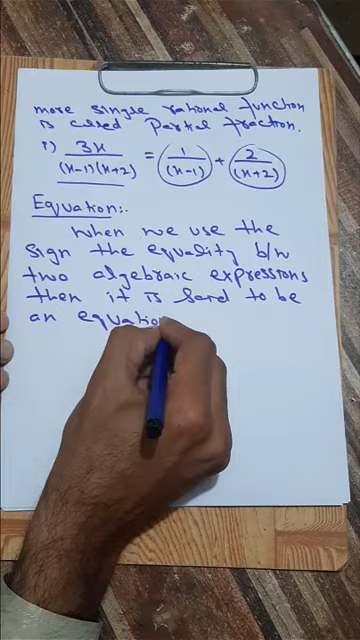 more single rational function
is called Partial fraction.
1) 3x/(x-1)(x+2) = 1/(x-1) + 2/(x+2)
Equation:.
When we use the
sign the equality b/w
two algebraic expressions
then it is said to be
an equatio